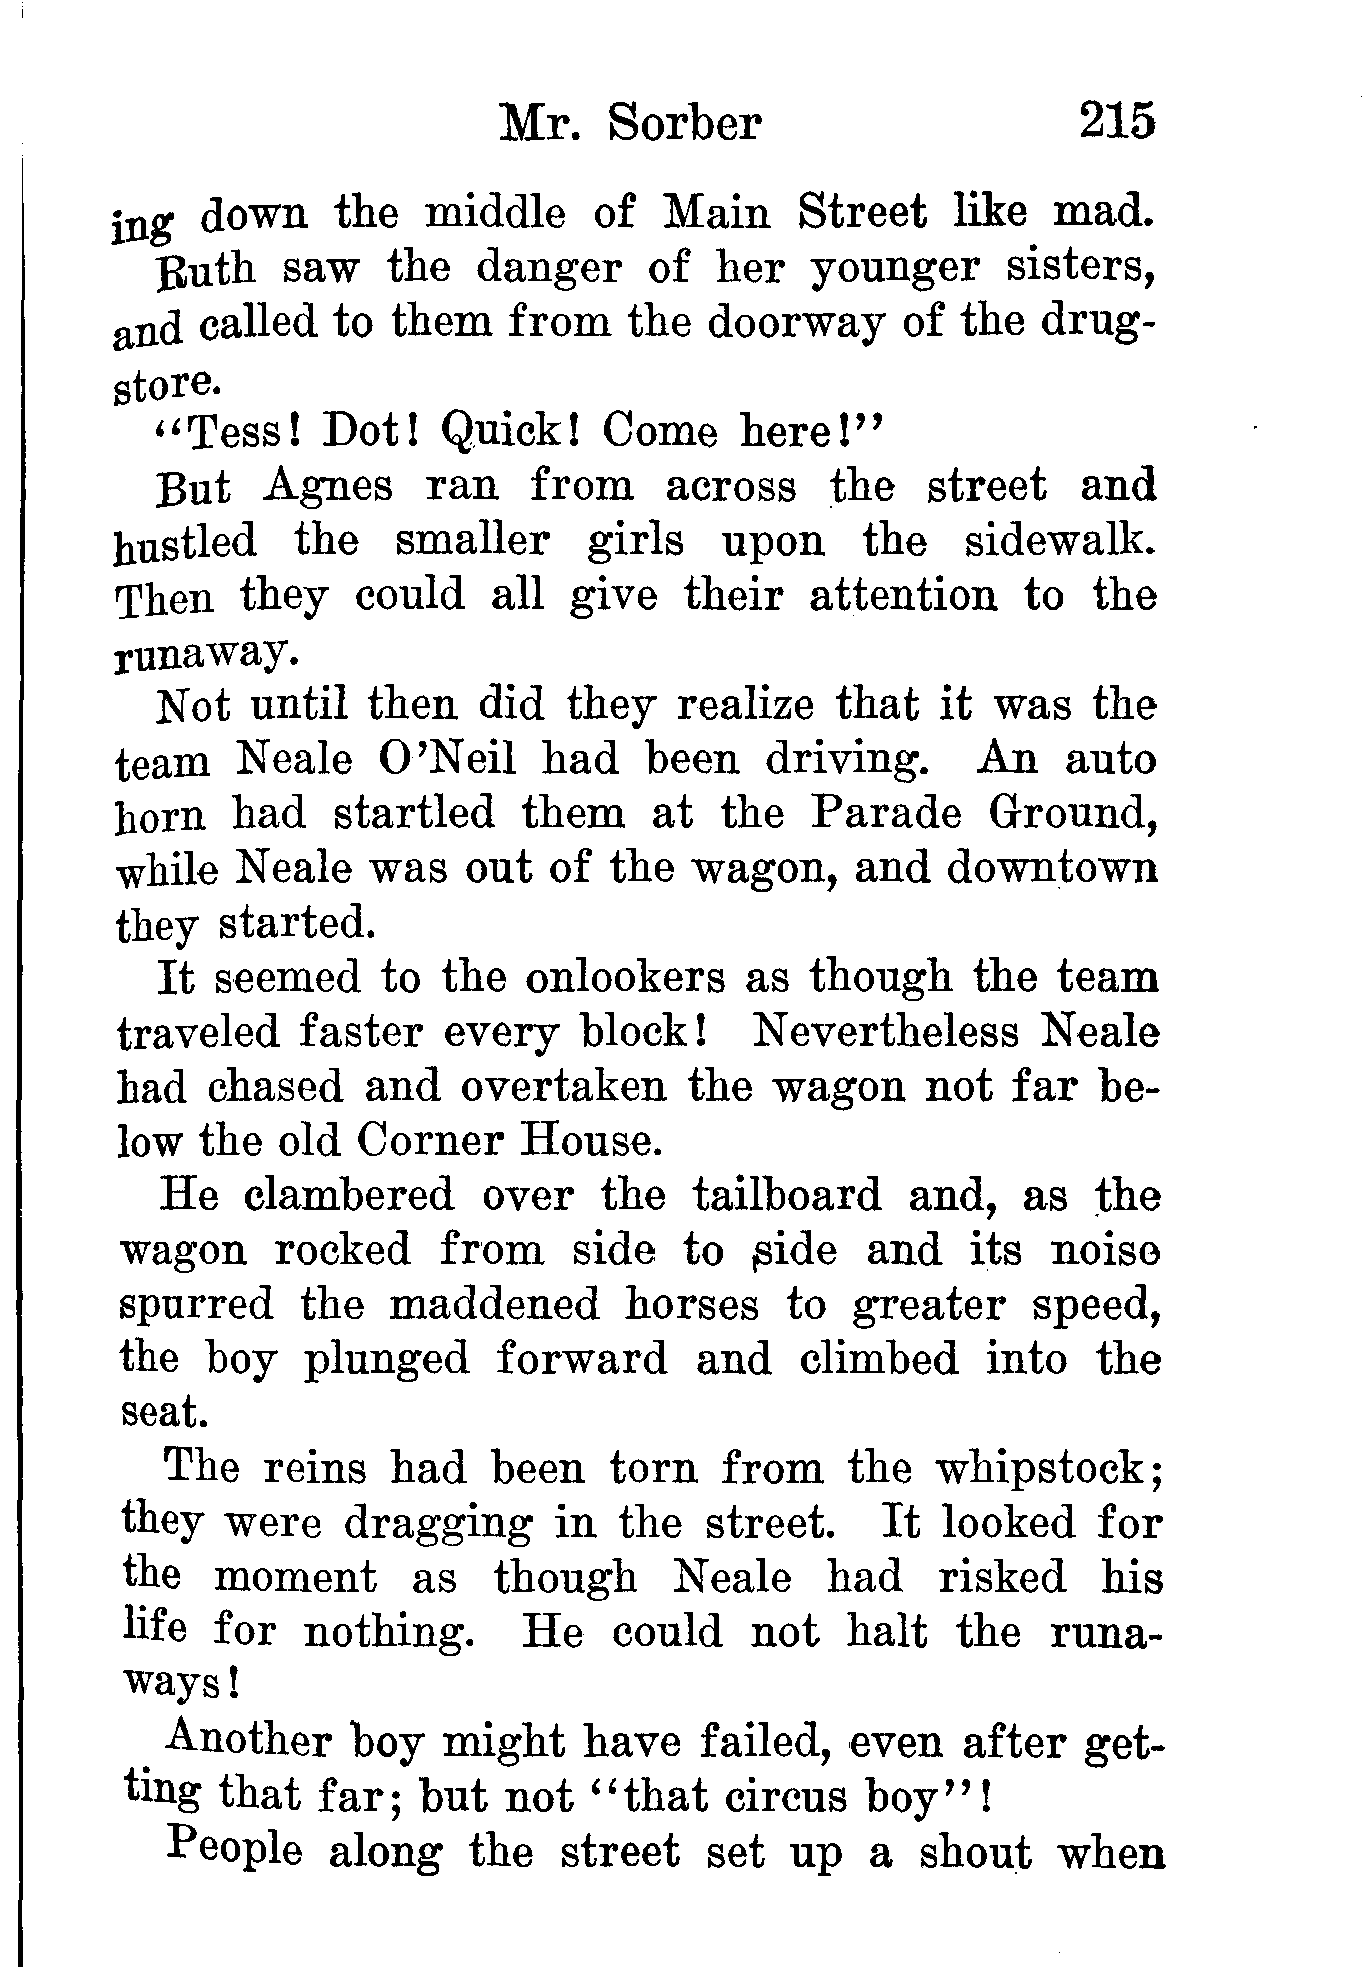 Mr. Sorber 215
ing down the middle of Main Street like mad.
Ruth saw the danger of her younger sisters,
and called to them from the doorway of the drug-
store.
"Tess! Dot! Quick! Come here!"
But Agnes ran from across the street and
hustled the smaller girls upon the sidewalk.
Then they could all give their attention to the
runaway.
Not until then did they realize that it was the
team Neale O'Neil had been driving. An auto
horn had startled them at the Parade Ground,
while Neale was out of the wagon, and downtown
they started.
It seemed to the onlookers as though the team
traveled faster every block! Nevertheless Neale
had chased and overtaken the wagon not far be-
low the old Corner House.
He clambered over the tailboard and, as the
wagon rocked from side to side and its noise
spurred the maddened horses to greater speed,
the boy plunged forward and climbed into the
seat.
The reins had been torn from the whipstock;
they were dragging in the street. It looked for
the moment as though Neale had risked his
life for nothing. He could not halt the runa-
ways!
Another boy might have failed, even after get-
ting that far; but not "that circus boy"!
People along the street set up a shout when